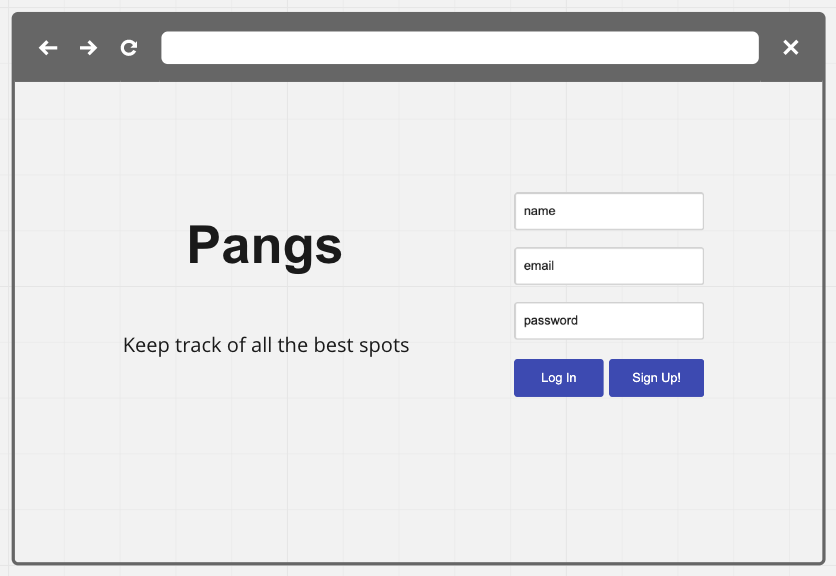 Pangs
Keep track of all the best spots
name
email
password
Log In
Sign Up!